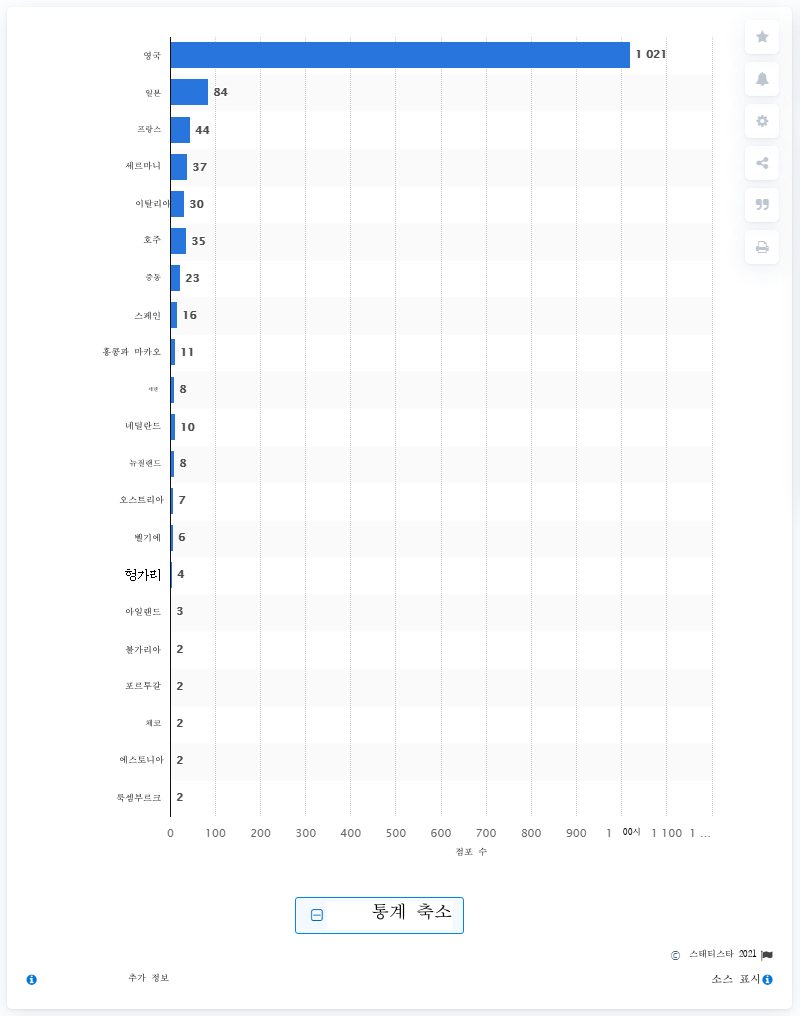 영국 1 021
일본 84
프랑스 44
세르마니 37
이탈리아 30
호주 35
중동 23
스페인 16
홍콩과 마카오 11
8
네덜란드 10
뉴질랜드 8
오스트리아 7
벨기에 6
헝가리 4
아일랜드 3
불가리아 2
포르투갈 2
체코 2
에스토니아 2
룩셈부르크 2
0 100 200 300 400 500 600 700 800 900 1 00시 1 100 1 ...
점포 수
통계 축소
© 스태티스타 2021
추가 정보 소스 표시